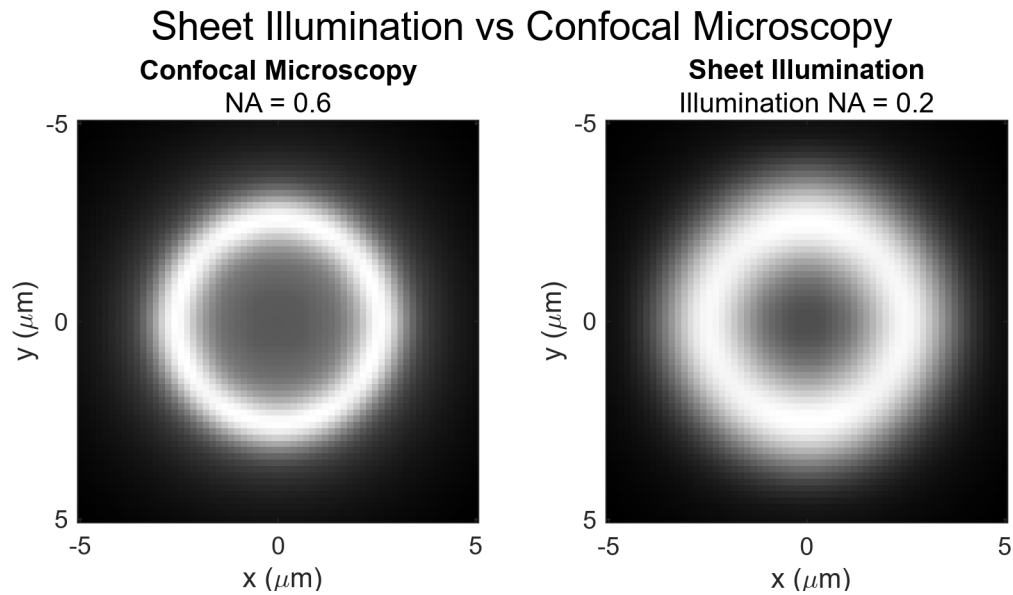 Sheet Illumination vs Confocal Microscopy
Confocal Microscopy
NA = 0.6
-5
0
5
y (μm)
-5
0
5
x (μm)
Sheet Illumination
Illumination NA = 0.2
-5
0
5
y (μm)
-5
0
5
x (μm)